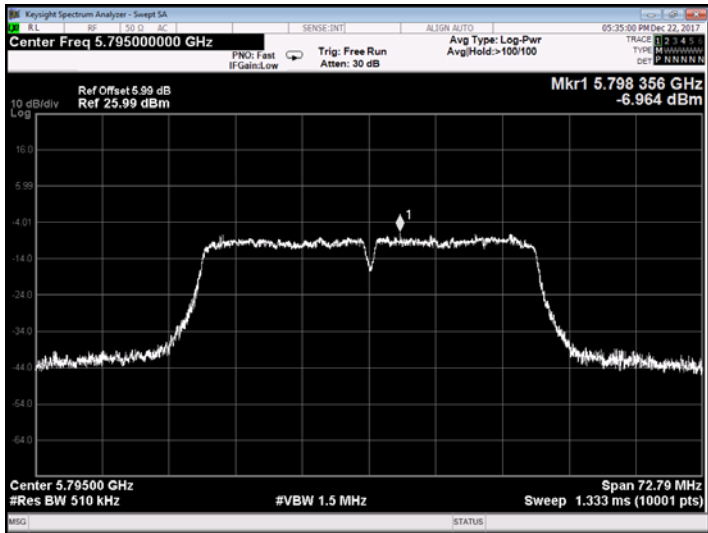 Keysight Spectrum Analyzer - Swept SA
RL RF 50 Ω AC SENSE:INT ALIGN AUTO 05:35:00 PM Dec 22, 2017
Center Freq 5.795000000 GHz
PNO: Fast
IFGain:Low
Trig: Free Run
Atten: 30 dB
Avg Type: Log-Pwr
Avg|Hold:>100/100
TRACE 1 2 3 4 5 6
TYPE M WWWWW
DET P N N N N N
Ref Offset 5.99 dB
10 dB/div Ref 25.99 dBm
Log
Mkr1 5.798 356 GHz
-6.964 dBm
16.0
5.99
-4.01
1
-14.0
-24.0
-34.0
-44.0
-54.0
-64.0
Center 5.79500 GHz Span 72.79 MHz
#Res BW 510 kHz #VBW 1.5 MHz Sweep 1.333 ms (10001 pts)
MSG STATUS